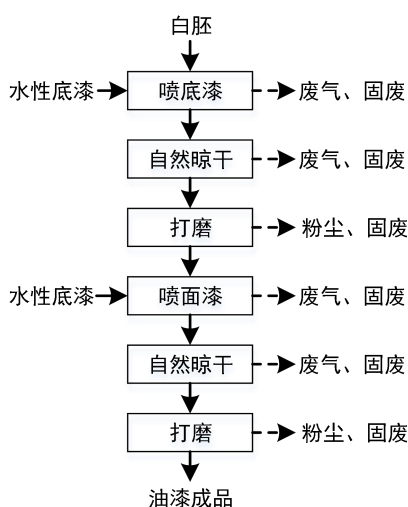 白胚
水性底漆 喷底漆 废气、固废
自然晾干 废气、固废
打磨 粉尘、固废
水性底漆 喷面漆 废气、固废
自然晾干 废气、固废
打磨 粉尘、固废
油漆成品